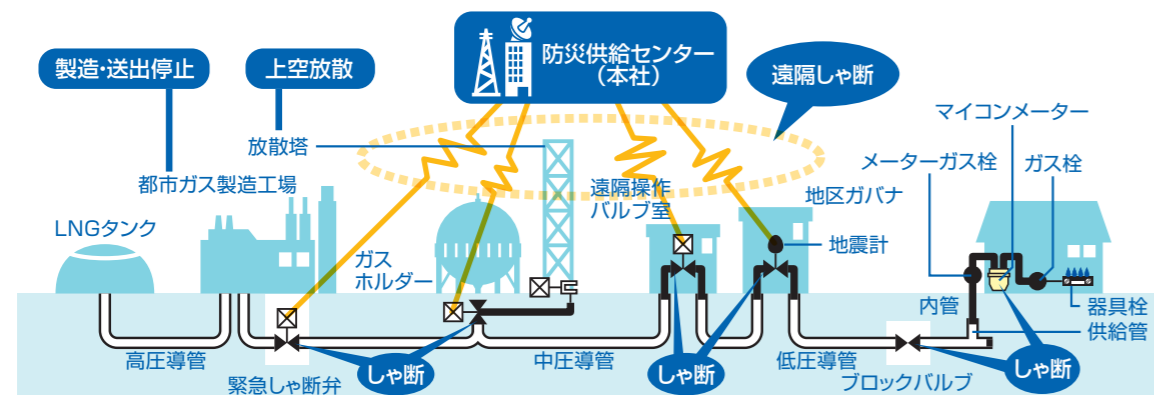 防災供給センター
(本社)
製造・送出停止
上空放散
遠隔しゃ断
マイコンメーター
放散塔
メーターガス栓
ガス栓
都市ガス製造工場
遠隔操作
バルブ室
地区ガバナ
LNGタンク
地震計
ガス
ホルダー
内管
器具栓
供給管
高圧導管
しゃ断
中圧導管
しゃ断
低圧導管
しゃ断
緊急しゃ断弁
ブロックバルブ